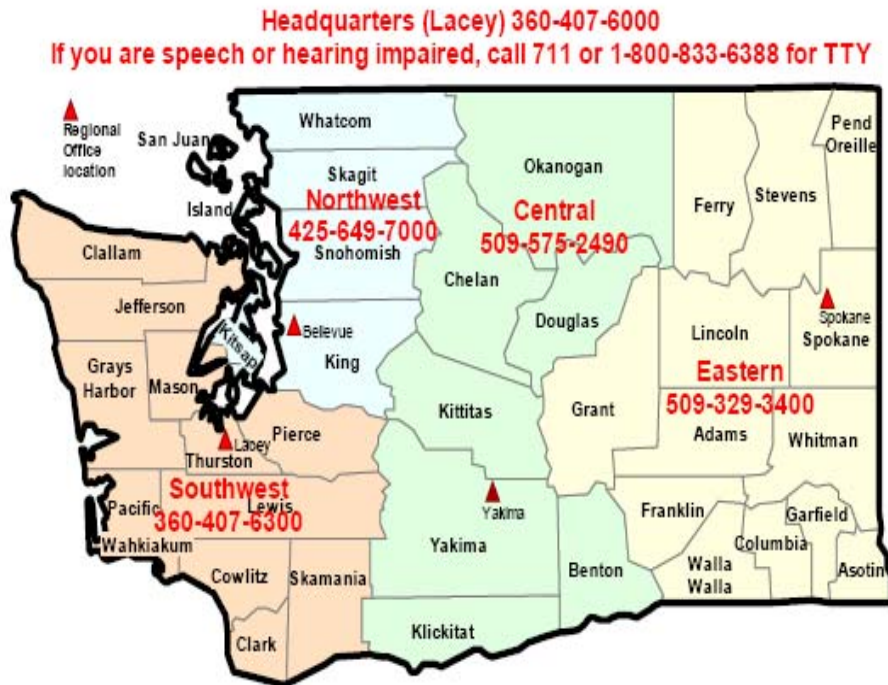 Headquarters (Lacey) 360-407-6000
If you are speech or hearing impaired, call 711 or 1-800-833-6388 for TTY
Regional
Office
location
San Juan
Island
Whatcom
Skagit
Northwest
425-649-7000
Snohomish
Bellevue
King
Okanogan
Central
509-575-2490
Chelan
Douglas
Kittitas
Yakima
Yakima
Benton
Klickitat
Ferry
Stevens
Pend
Oreille
Lincoln
Spokane
Spokane
Eastern
509-329-3400
Grant
Adams
Whitman
Franklin
Garfield
Columbia
Walla
Walla
Asotin
Clallam
Jefferson
Kitsap
Grays
Harbor
Mason
Lacey
Thurston
Pierce
Southwest
360-407-6300
Pacific
Lewis
Wahkiakum
Cowlitz
Skamania
Clark